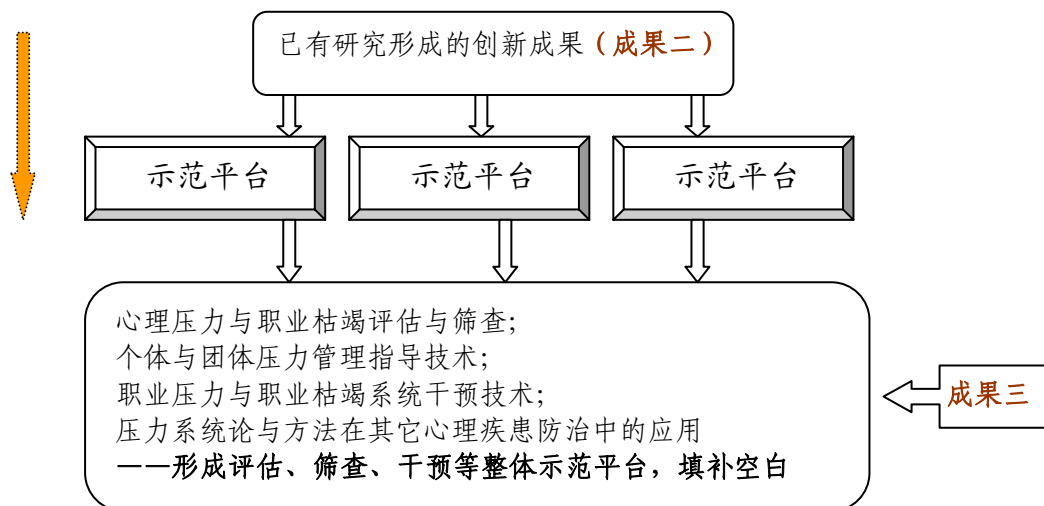 已有研究形成的创新成果（成果二）
示范平台
示范平台
示范平台
心理压力与职业枯竭评估与筛查；
个体与团体压力管理指导技术；
职业压力与职业枯竭系统干预技术；
压力系统论与方法在其它心理疾患防治中的应用
——形成评估、筛查、干预等整体示范平台，填补空白
成果三